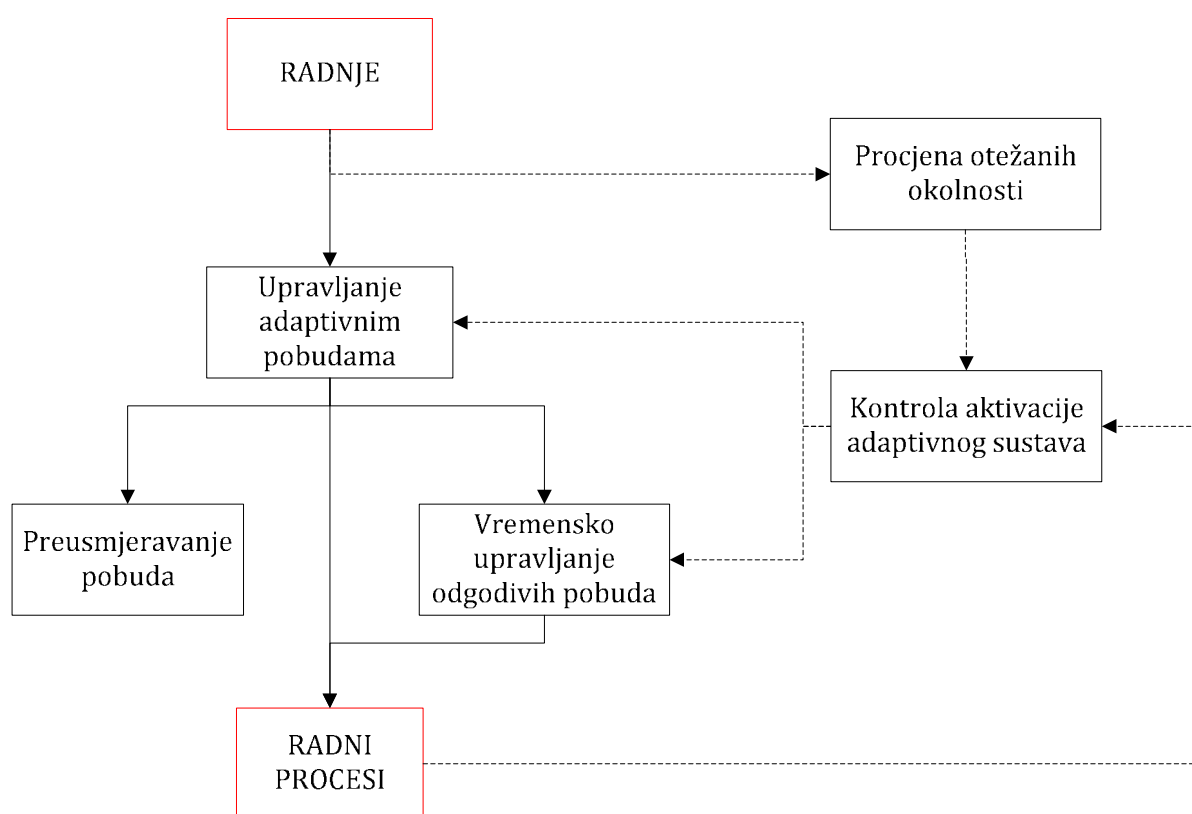 RADNJE
Procjena otežanih
okolnosti
Upravljanje
adaptivnim
pobudama
Kontrola aktivacije
adaptivnog sustava
Preusmjeravanje
pobuda
Vremensko
upravljanje
odgodivih pobuda
RADNI
PROCESI